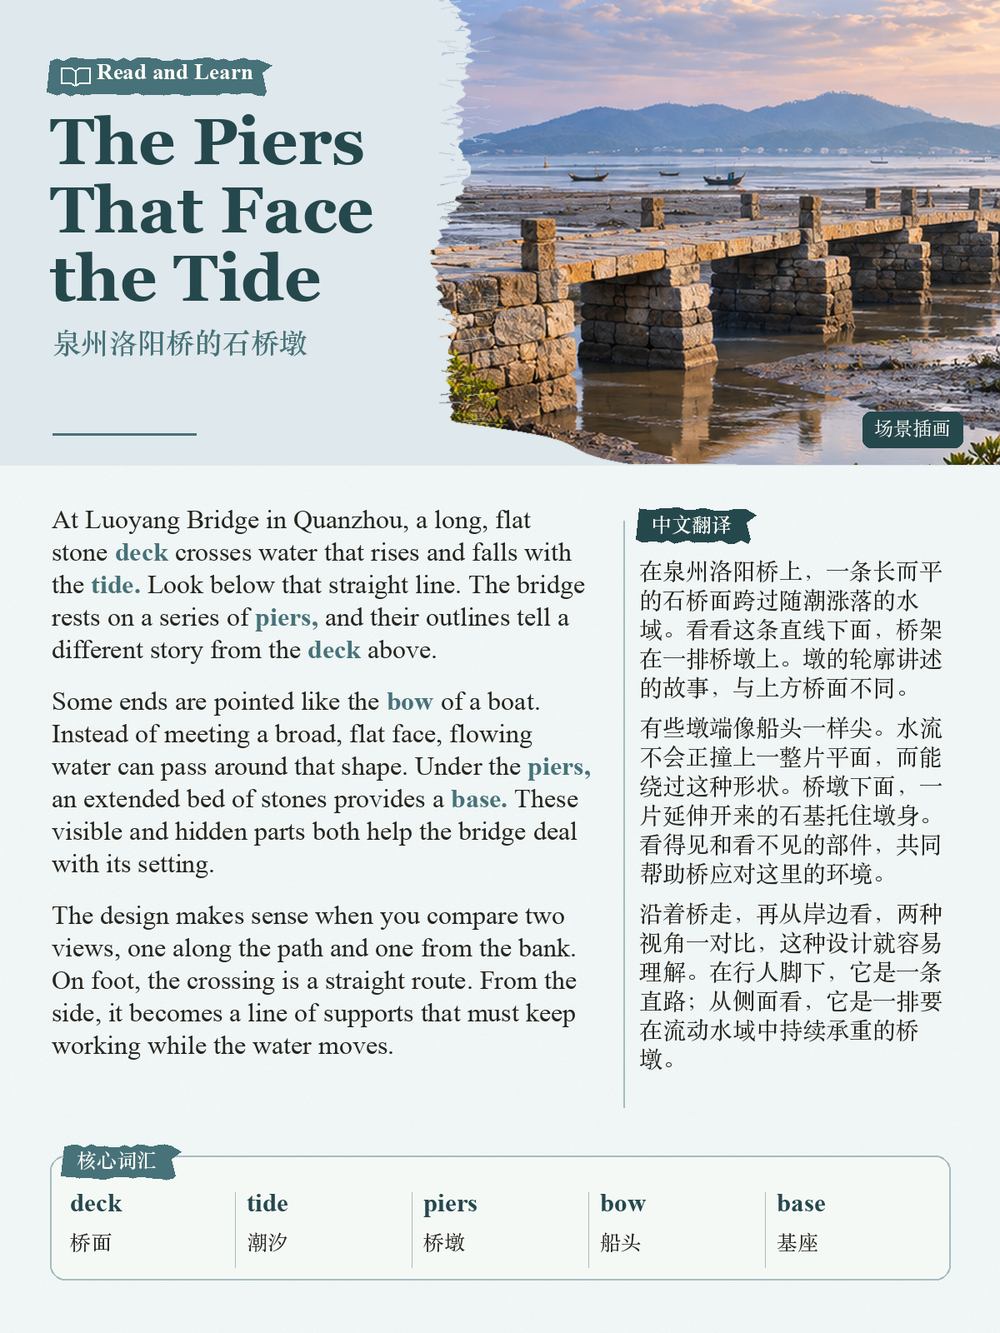 Read and Learn
The Piers
That Face
the Tide
泉州洛阳桥的石桥墩
场景插画
At Luoyang Bridge in Quanzhou, a long, flat
stone deck crosses water that rises and falls with
the tide. Look below that straight line. The bridge
rests on a series of piers, and their outlines tell a
different story from the deck above.
Some ends are pointed like the bow of a boat.
Instead of meeting a broad, flat face, flowing
water can pass around that shape. Under the piers,
an extended bed of stones provides a base. These
visible and hidden parts both help the bridge deal
with its setting.
The design makes sense when you compare two
views, one along the path and one from the bank.
On foot, the crossing is a straight route. From the
side, it becomes a line of supports that must keep
working while the water moves.
中文翻译
在泉州洛阳桥上，一条长而平
的石桥面跨过随潮涨落的水
域。看看这条直线下面，桥架
在一排桥墩上。墩的轮廓讲述
的故事，与上方桥面不同。
有些墩端像船头一样尖。水流
不会正撞上一整片平面，而能
绕过这种形状。桥墩下面，一
片延伸开来的石基托住墩身。
看得见和看不见的部件，共同
帮助桥应对这里的环境。
沿着桥走，再从岸边看，两种
视角一对比，这种设计就容易
理解。在行人脚下，它是一条
直路；从侧面看，它是一排要
在流动水域中持续承重的桥
墩。
核心词汇
deck
桥面
tide
潮汐
piers
桥墩
bow
船头
base
基座